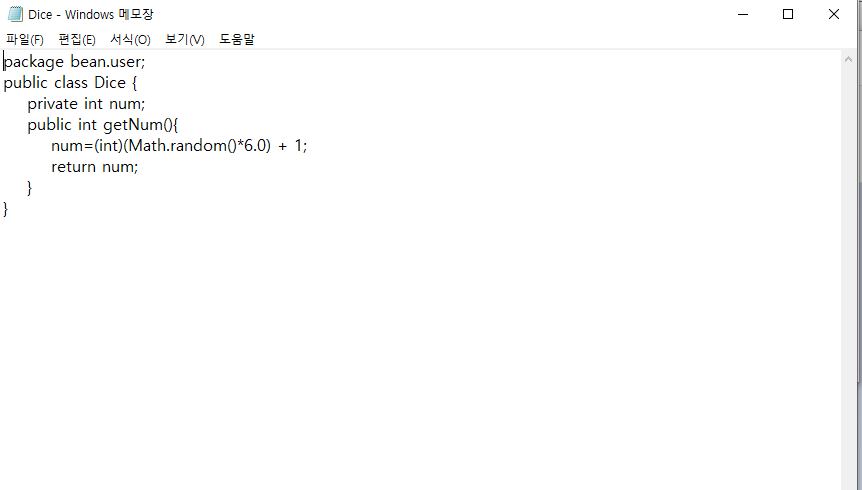 Dice - Windows 메모장
파일(F) 편집(E) 서식(O) 보기(V) 도움말
package bean.user;
public class Dice {
    private int num;
    public int getNum(){
        num=(int)(Math.random()*6.0) + 1;
        return num;
    }
}